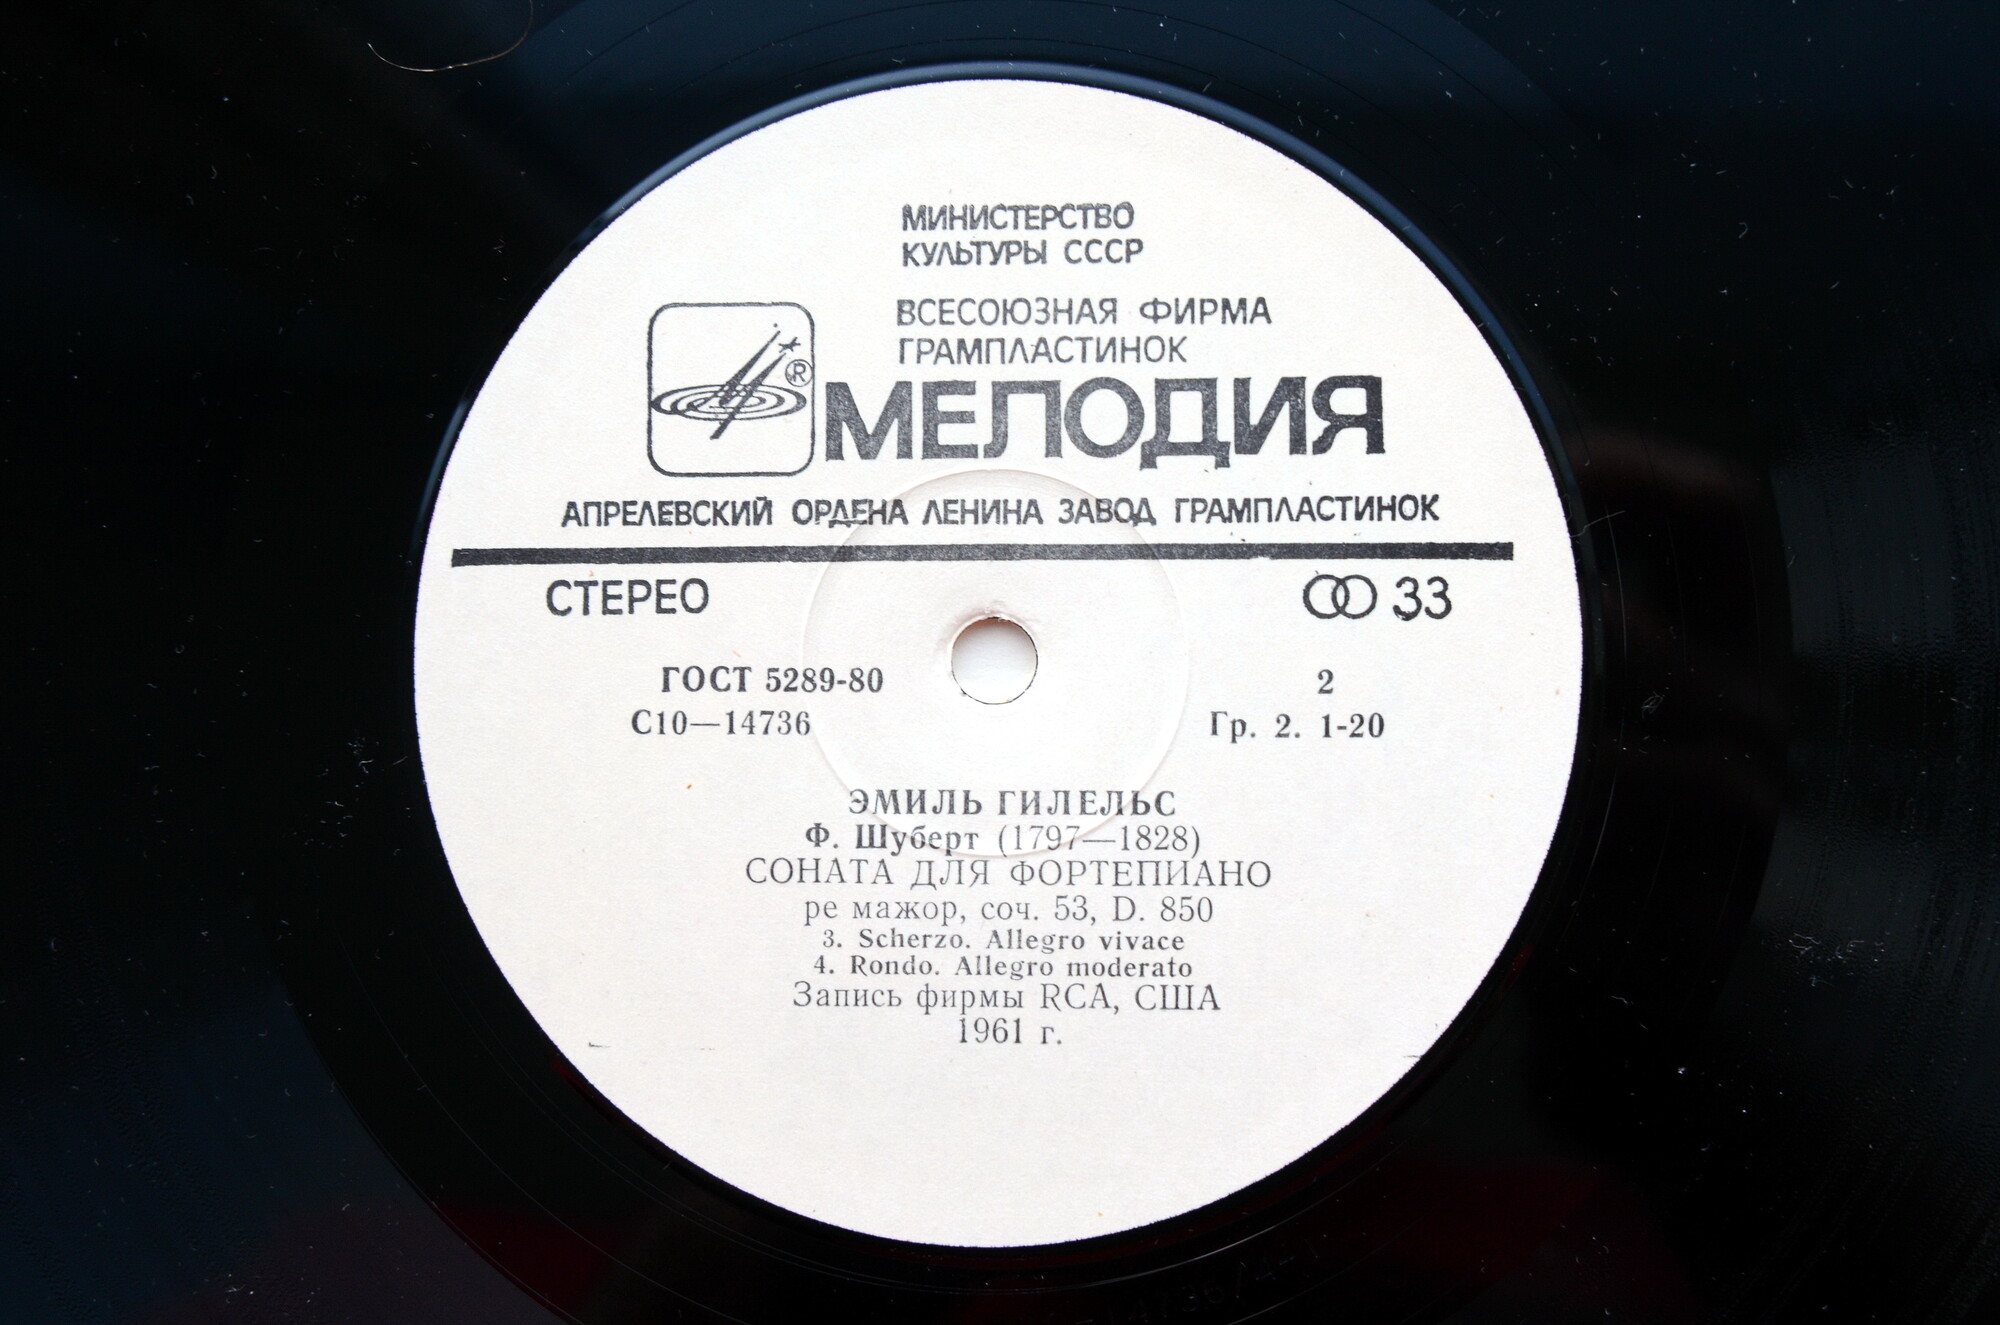 МИНИСТЕРСТВО
КУЛЬТУРЫ СССР
ВСЕСОЮЗНАЯ ФИРМА
ГРАМПЛАСТИНОК
®
МЕЛОДИЯ
АПРЕЛЕВСКИЙ ОРДЕНА ЛЕНИНА ЗАВОД ГРАМПЛАСТИНОК
СТЕРЕО 33
ГОСТ 5289-80 2
С10—14736 Гр. 2. 1-20
ЭМИЛЬ ГИЛЕЛЬС
Ф. Шуберт (1797—1828)
СОНАТА ДЛЯ ФОРТЕПИАНО
ре мажор, соч. 53, D. 850
3. Scherzo. Allegro vivace
4. Rondo. Allegro moderato
Запись фирмы RCA, США
1961 г.